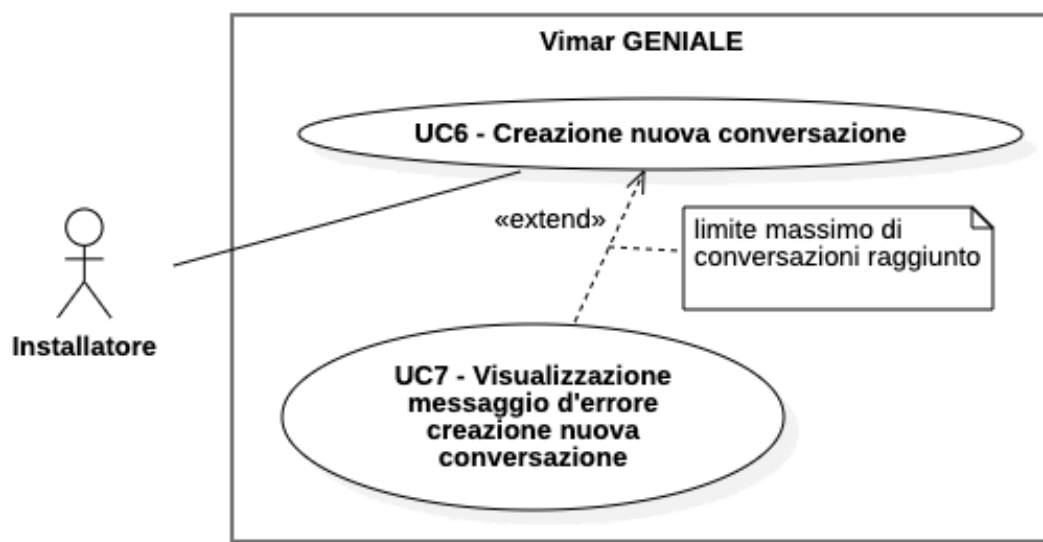 Vimar GENIALE
UC6 - Creazione nuova conversazione
«extend»
limite massimo di
conversazioni raggiunto
Installatore
UC7 - Visualizzazione
messaggio d'errore
creazione nuova
conversazione